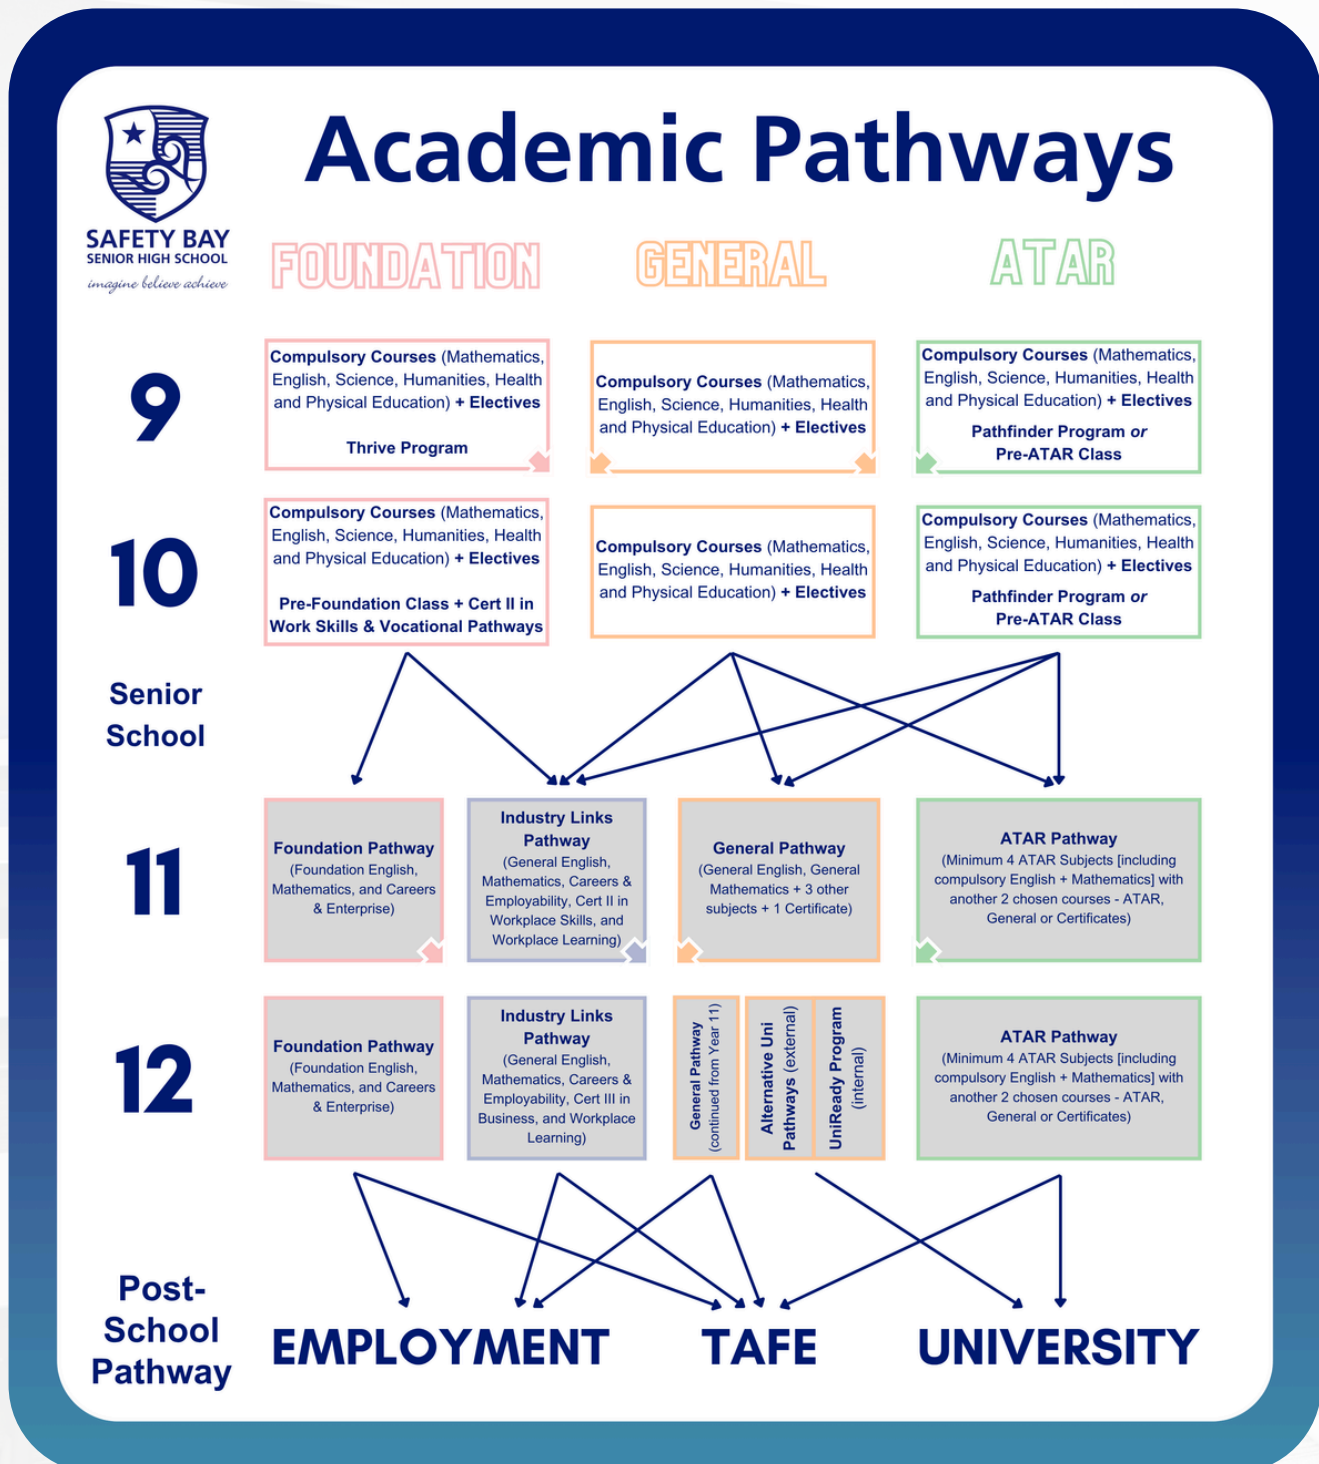 Academic Pathways
SAFETY BAY
SENIOR HIGH SCHOOL
imagine believe achieve
FOUNDATION
GENERAL
ATAR
9
Compulsory Courses (Mathematics,
English, Science, Humanities, Health
and Physical Education) + Electives
Thrive Program
Compulsory Courses (Mathematics,
English, Science, Humanities, Health
and Physical Education) + Electives
Compulsory Courses (Mathematics,
English, Science, Humanities, Health
and Physical Education) + Electives
Pathfinder Program or
Pre-ATAR Class
10
Compulsory Courses (Mathematics,
English, Science, Humanities, Health
and Physical Education) + Electives
Pre-Foundation Class + Cert II in
Work Skills & Vocational Pathways
Compulsory Courses (Mathematics,
English, Science, Humanities, Health
and Physical Education) + Electives
Compulsory Courses (Mathematics,
English, Science, Humanities, Health
and Physical Education) + Electives
Pathfinder Program or
Pre-ATAR Class
Senior
School
11
Foundation Pathway
(Foundation English,
Mathematics, and Careers
& Enterprise)
Industry Links
Pathway
(General English,
Mathematics, Careers &
Employability, Cert II in
Workplace Skills, and
Workplace Learning)
General Pathway
(General English, General
Mathematics + 3 other
subjects + 1 Certificate)
ATAR Pathway
(Minimum 4 ATAR Subjects [including
compulsory English + Mathematics] with
another 2 chosen courses - ATAR,
General or Certificates)
12
Foundation Pathway
(Foundation English,
Mathematics, and Careers
& Enterprise)
Industry Links
Pathway
(General English,
Mathematics, Careers &
Employability, Cert III in
Business, and Workplace
Learning)
General Pathway
(continued from Year 11)
Alternative Uni
Pathways (external)
UniReady Program
(internal)
ATAR Pathway
(Minimum 4 ATAR Subjects [including
compulsory English + Mathematics] with
another 2 chosen courses - ATAR,
General or Certificates)
Post-
School
Pathway
EMPLOYMENT
TAFE
UNIVERSITY